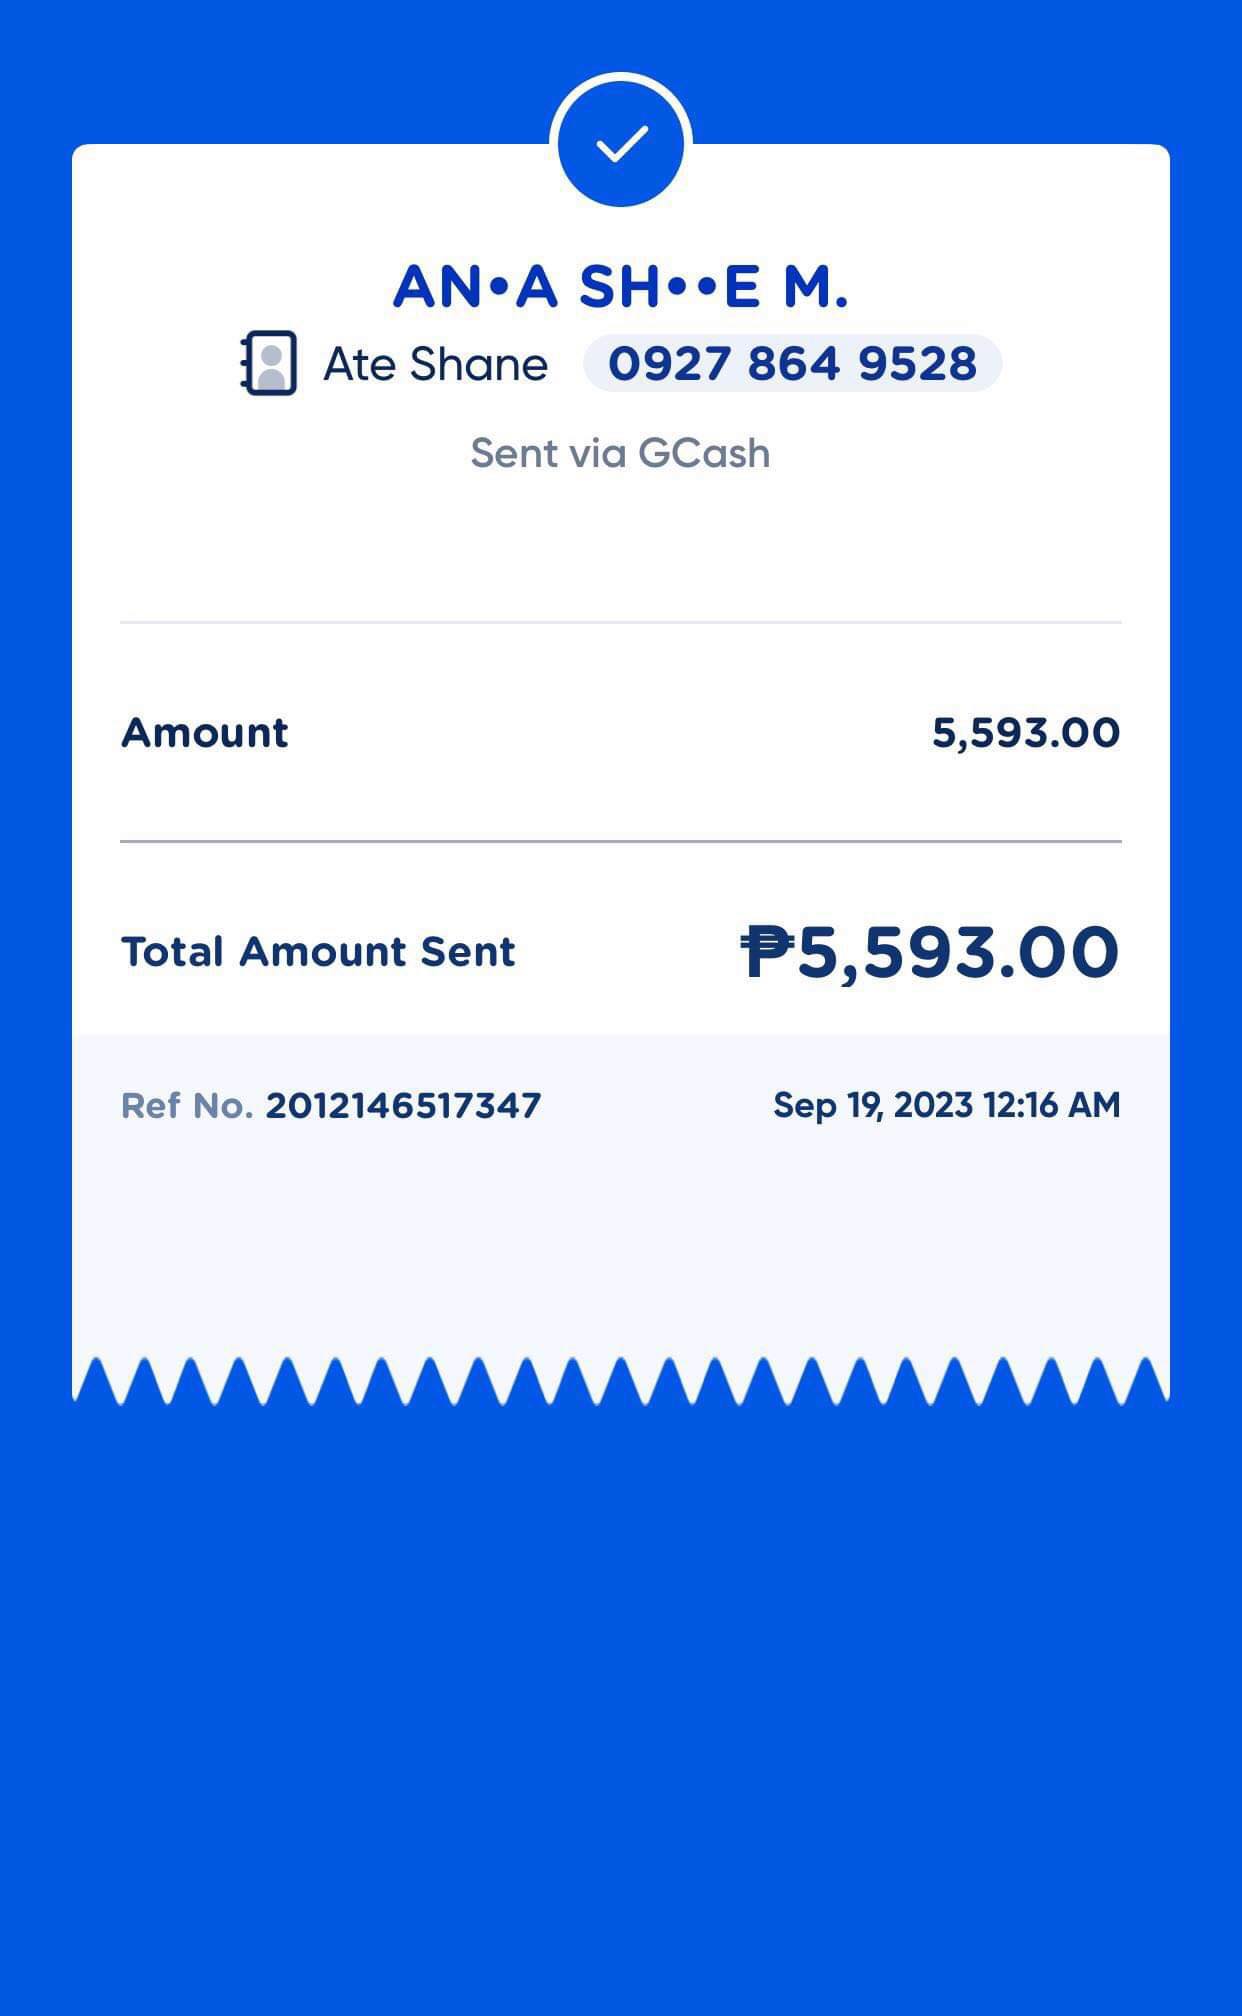 AN•A SH••E M.
Ate Shane 0927 864 9528
Sent via GCash
Amount 5,593.00
Total Amount Sent ₱5,593.00
Ref No. 2012146517347 Sep 19, 2023 12:16 AM